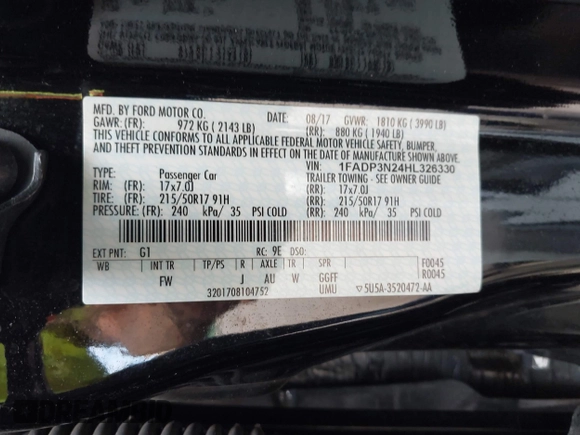 MFD. BY FORD MOTOR CO. DATE: 08/17 GVWR: 1810 KG ( 3990 LB)
GAWR: (FR): 972 KG ( 2143 LB) (RR): 880 KG ( 1940 LB)
THIS VEHICLE CONFORMS TO ALL APPLICABLE FEDERAL MOTOR VEHICLE SAFETY, BUMPER,
AND THEFT PREVENTION STANDARDS IN EFFECT ON THE DATE OF MANUFACTURE SHOWN ABOVE.
VIN: 1FADP3N24HL326330
TYPE: Passenger Car TRAILER TOWING - SEE OWNER GUIDE
RIM: (FR): 17x7.0J (RR): 17x7.0J
TIRE: (FR): 215/50R17 91H (RR): 215/50R17 91H
PRESSURE: (FR): 240 kPa/ 35 PSI COLD (RR): 240 kPa/ 35 PSI COLD
EXT PNT: G1 RC: 9E DSO: F0045
WB INT TR TP/PS R AXLE TR SPR R0045
FW J AU W GGFF
3201708104752 UMU ▽5U5A-3520472-AA